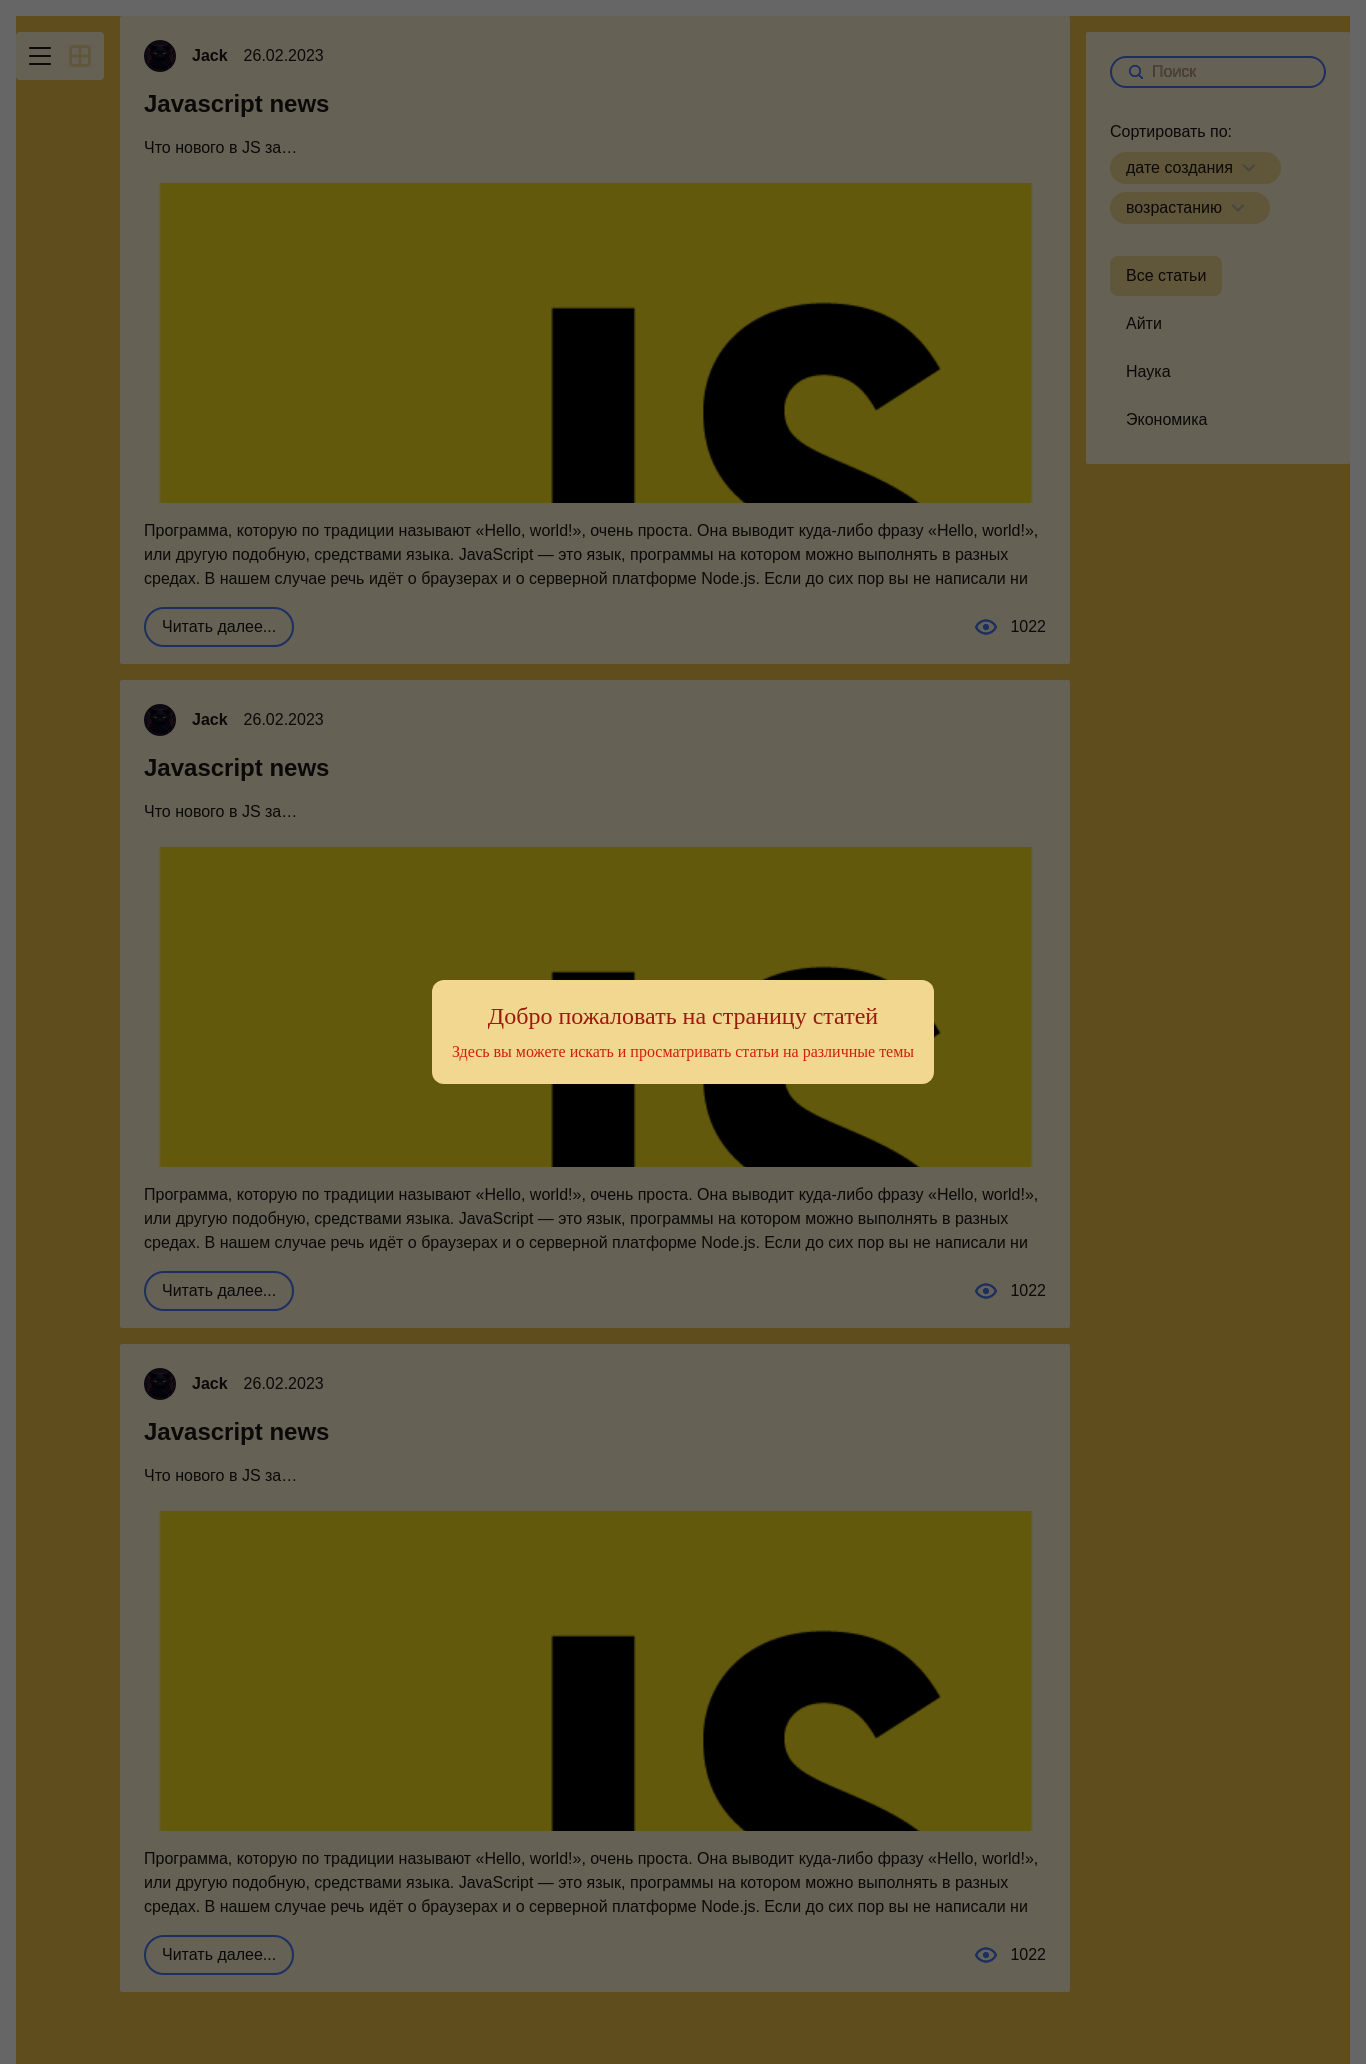 Jack 26.02.2023
Javascript news
Что нового в JS за…
JS
Программа, которую по традиции называют «Hello, world!», очень проста. Она выводит куда-либо фразу «Hello, world!»,
или другую подобную, средствами языка. JavaScript — это язык, программы на котором можно выполнять в разных
средах. В нашем случае речь идёт о браузерах и о серверной платформе Node.js. Если до сих пор вы не написали ни
Читать далее...
1022
Jack 26.02.2023
Javascript news
Что нового в JS за…
JS
Добро пожаловать на страницу статей
Здесь вы можете искать и просматривать статьи на различные темы
Программа, которую по традиции называют «Hello, world!», очень проста. Она выводит куда-либо фразу «Hello, world!»,
или другую подобную, средствами языка. JavaScript — это язык, программы на котором можно выполнять в разных
средах. В нашем случае речь идёт о браузерах и о серверной платформе Node.js. Если до сих пор вы не написали ни
Читать далее...
1022
Jack 26.02.2023
Javascript news
Что нового в JS за…
JS
Программа, которую по традиции называют «Hello, world!», очень проста. Она выводит куда-либо фразу «Hello, world!»,
или другую подобную, средствами языка. JavaScript — это язык, программы на котором можно выполнять в разных
средах. В нашем случае речь идёт о браузерах и о серверной платформе Node.js. Если до сих пор вы не написали ни
Читать далее...
1022
Поиск
Сортировать по:
дате создания
возрастанию
Все статьи
Айти
Наука
Экономика